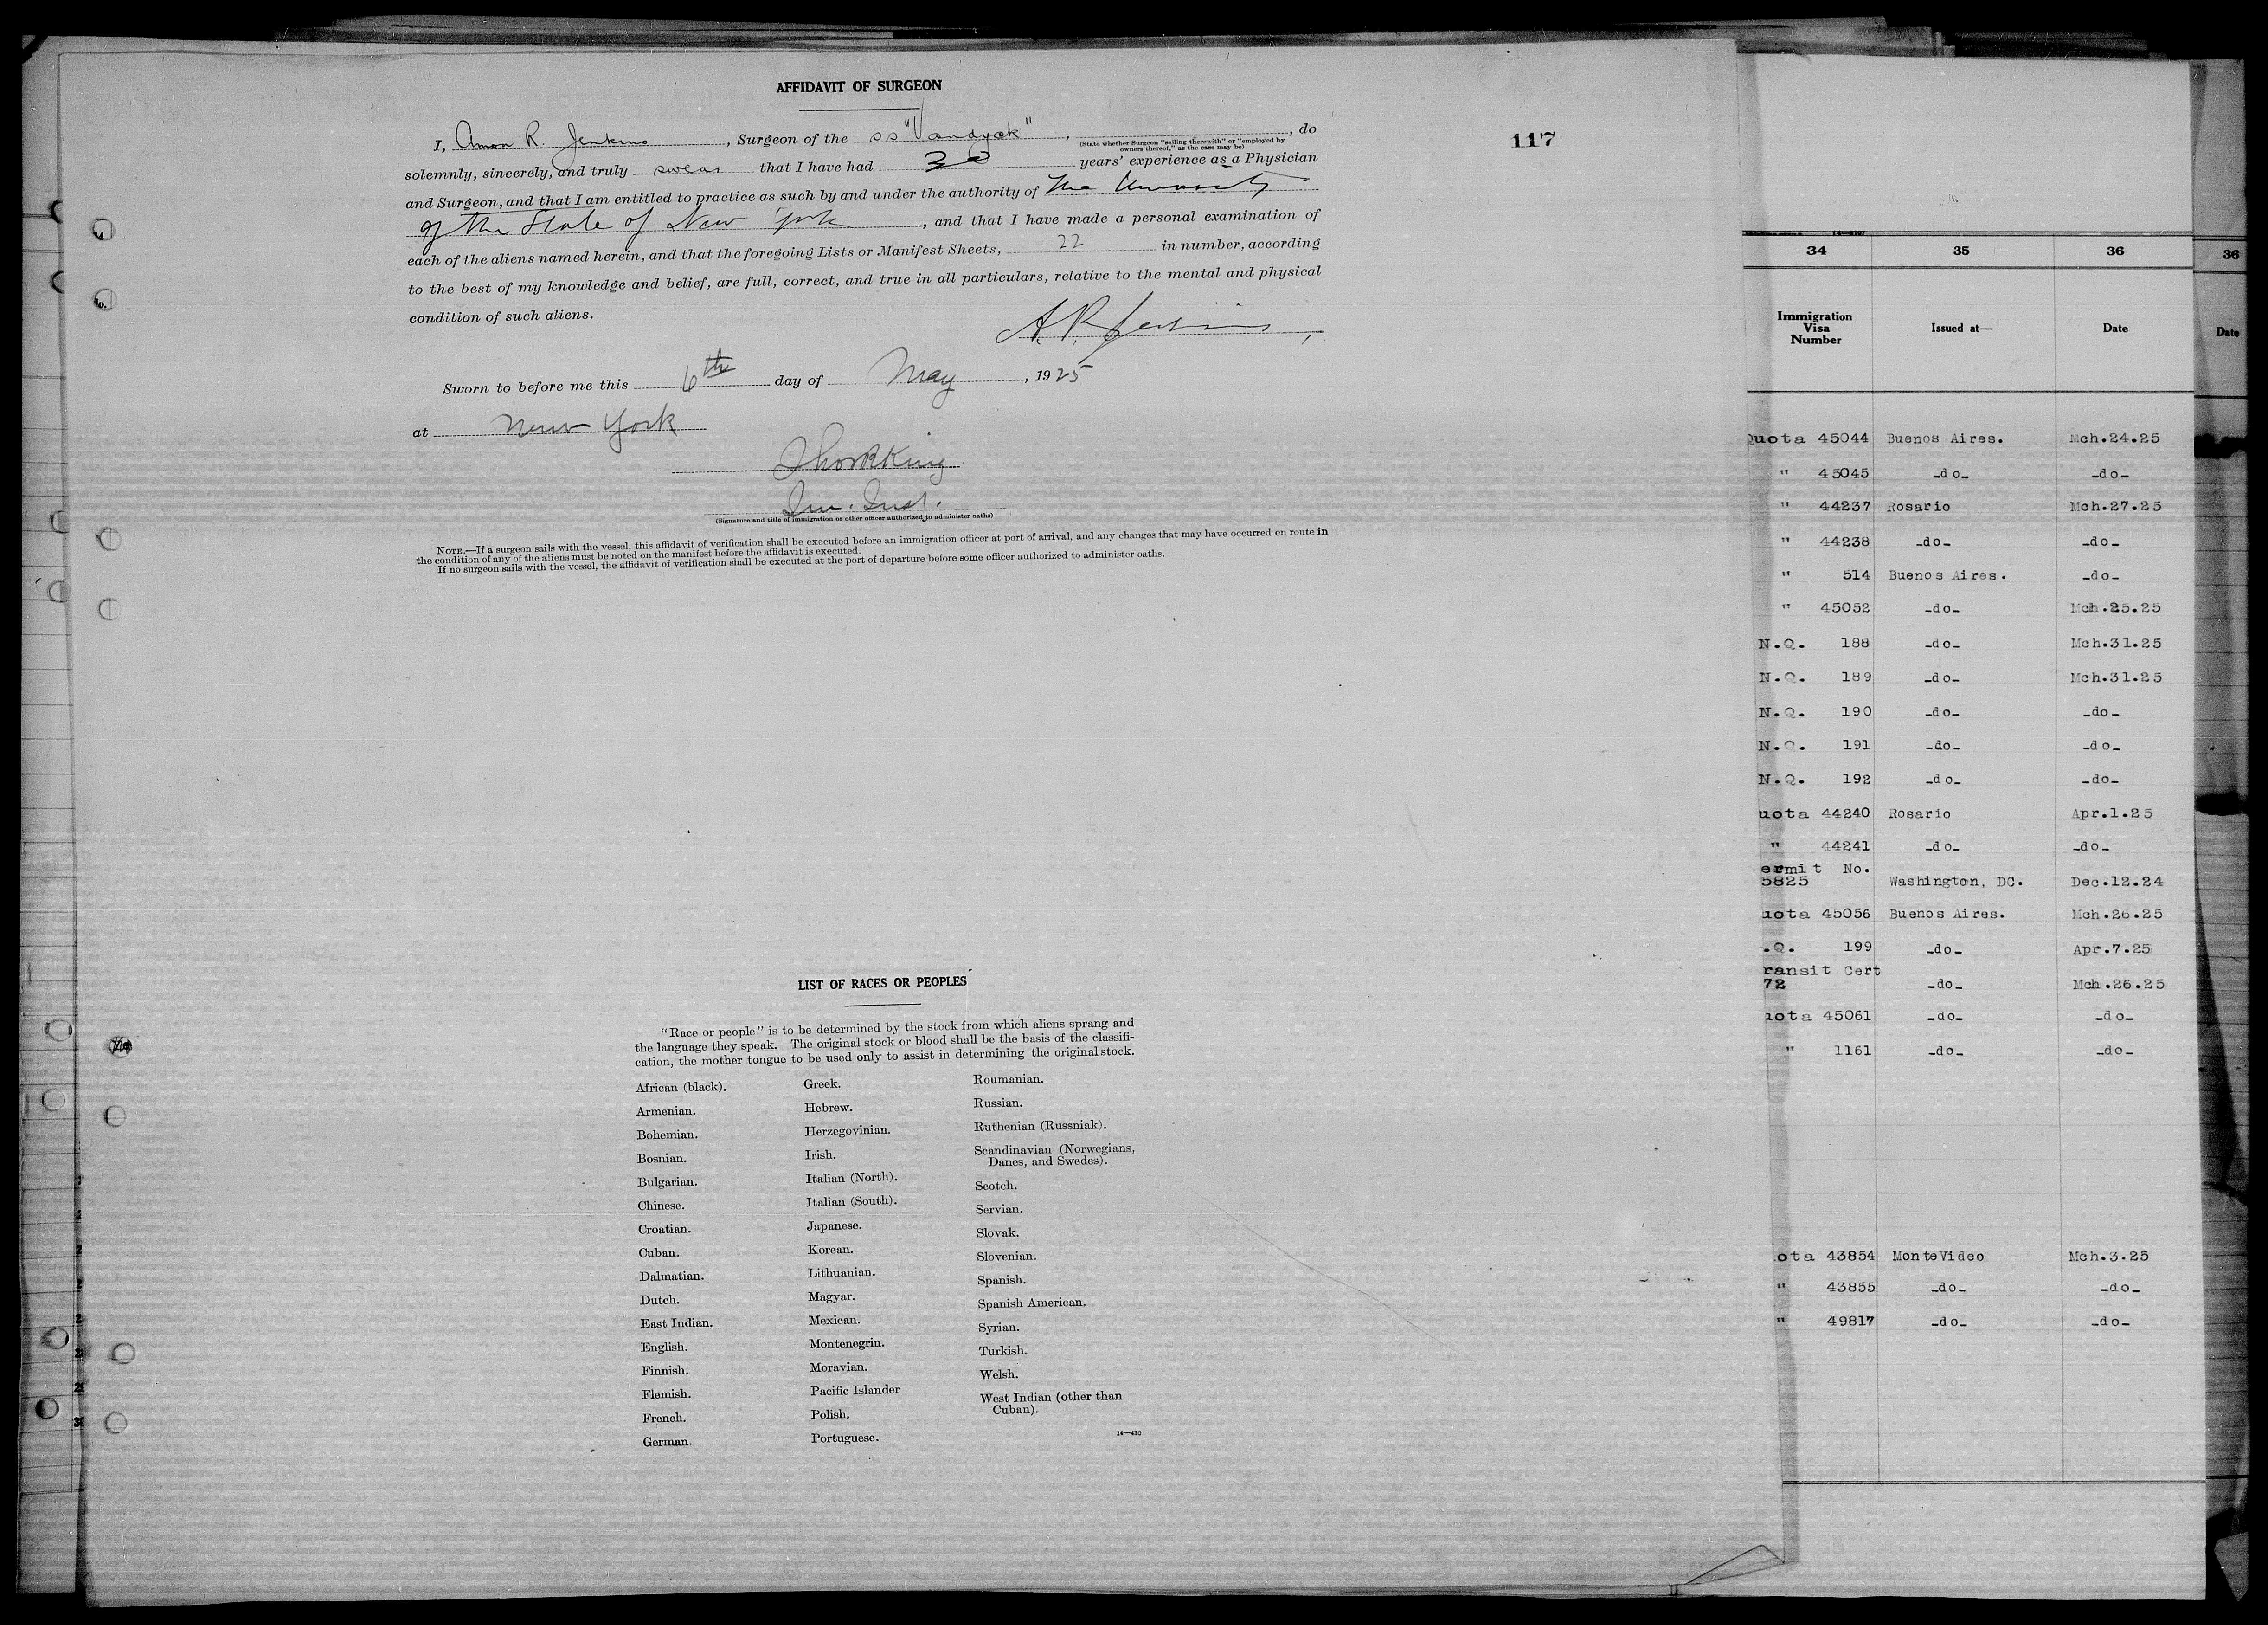 AFFIDAVIT OF SURGEON
117
I, Amon R. Jenkins, Surgeon of the SS "Vandyck", , do
(State whether Surgeon "sailing therewith" or "employed by
owners thereof," as the case may be)
solemnly, sincerely, and truly swear that I have had 30 years' experience as a Physician
and Surgeon, and that I am entitled to practice as such by and under the authority of The University
of the State of New York, and that I have made a personal examination of
each of the aliens named herein, and that the foregoing Lists or Manifest Sheets, 22 in number, according
to the best of my knowledge and belief, are full, correct, and true in all particulars, relative to the mental and physical
condition of such aliens.
A. R. Jenkins,
Sworn to before me this 6th day of May, 1925
at New York
King
Im. Insp.
(Signature and title of immigration or other officer authorized to administer oaths)
NOTE.—If a surgeon sails with the vessel, this affidavit of verification shall be executed before an immigration officer at port of arrival, and any changes that may have occurred en route in
the condition of any of the aliens must be noted on the manifest before the affidavit is executed.
If no surgeon sails with the vessel, the affidavit of verification shall be executed at the port of departure before some officer authorized to administer oaths.
LIST OF RACES OR PEOPLES
"Race or people" is to be determined by the stock from which aliens sprang and
the language they speak. The original stock or blood shall be the basis of the classifi-
cation, the mother tongue to be used only to assist in determining the original stock.
African (black).
Armenian.
Bohemian.
Bosnian.
Bulgarian.
Chinese.
Croatian.
Cuban.
Dalmatian.
Dutch.
East Indian.
English.
Finnish.
Flemish.
French.
German.
Greek.
Hebrew.
Herzegovinian.
Irish.
Italian (North).
Italian (South).
Japanese.
Korean.
Lithuanian.
Magyar.
Mexican.
Montenegrin.
Moravian.
Pacific Islander
Polish.
Portuguese.
Roumanian.
Russian.
Ruthenian (Russniak).
Scandinavian (Norwegians,
Danes, and Swedes).
Scotch.
Servian.
Slovak.
Slovenian.
Spanish.
Spanish American.
Syrian.
Turkish.
Welsh.
West Indian (other than
Cuban).
14—430
34 35 36
Immigration
Visa
Number
Issued at—
Date
Quota 45044 Buenos Aires. Mch.24.25
" 45045 -do- -do-
" 44237 Rosario Mch.27.25
" 44238 -do- -do-
" 514 Buenos Aires. -do-
" 45052 -do- Mch.25.25
N.Q. 188 -do- Mch.31.25
N.Q. 189 -do- Mch.31.25
N.Q. 190 -do- -do-
N.Q. 191 -do- -do-
N.Q. 192 -do- -do-
uota 44240 Rosario Apr.1.25
" 44241 -do- -do-
ermit No.
5825 Washington, DC. Dec.12.24
uota 45056 Buenos Aires. Mch.26.25
.Q. 199 -do- Apr.7.25
ransit Cert
72 -do- Mch.26.25
uota 45061 -do- -do-
" 1161 -do- -do-
ota 43854 MonteVideo Mch.3.25
" 43855 -do- -do-
" 49817 -do- -do-
36
Date